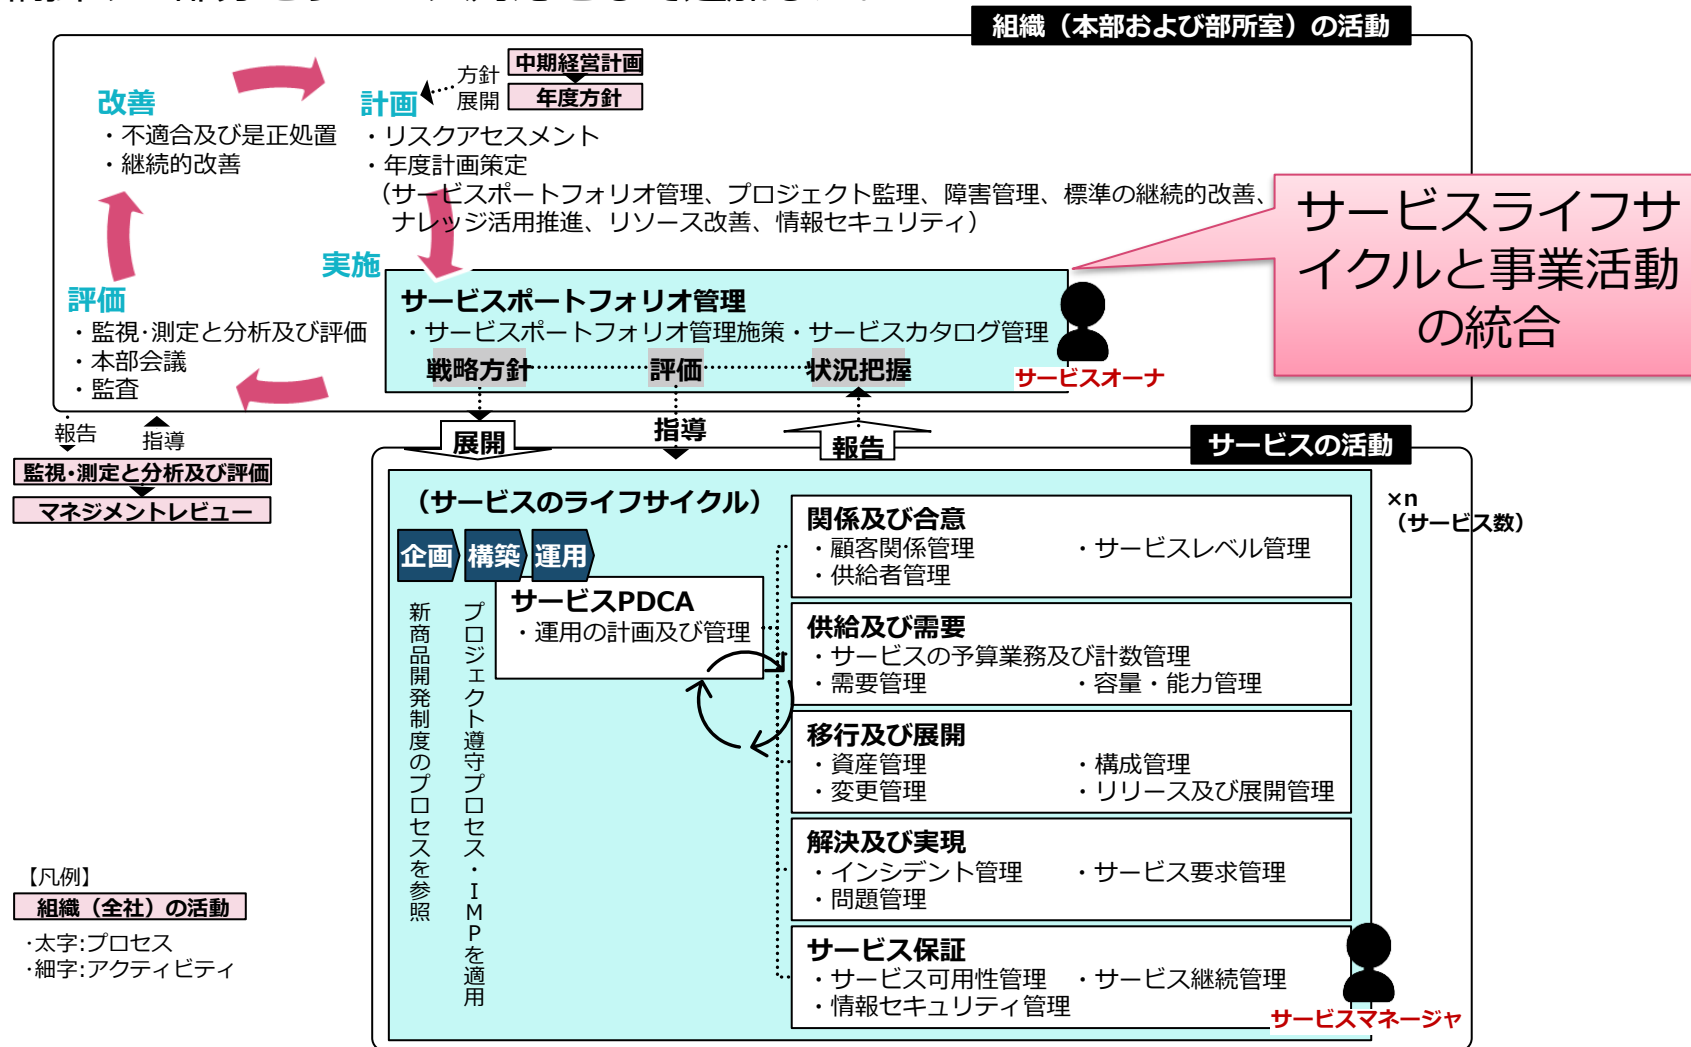 組織（本部および部所室）の活動
改善
・不適合及び是正処置
・継続的改善
計画
方針
展開
中期経営計画
年度方針
・リスクアセスメント
・年度計画策定
（サービスポートフォリオ管理、プロジェクト監理、障害管理、標準の継続的改善、
ナレッジ活用推進、リソース改善、情報セキュリティ）
サービスライフサ
イクルと事業活動
の統合
実施
評価
・監視・測定と分析及び評価
・本部会議
・監査
サービスポートフォリオ管理
・サービスポートフォリオ管理施策・サービスカタログ管理
戦略方針
評価
状況把握
サービスオーナ
報告
指導
監視・測定と分析及び評価
マネジメントレビュー
展開
指導
報告
サービスの活動
×n
（サービス数）
（サービスのライフサイクル）
企画
構築
運用
新商品開発制度のプロセスを参照
プロジェクト遵守プロセス・ＩＭＰを適用
サービスPDCA
・運用の計画及び管理
関係及び合意
・顧客関係管理　・サービスレベル管理
・供給者管理
供給及び需要
・サービスの予算業務及び計数管理
・需要管理　・容量・能力管理
移行及び展開
・資産管理　・構成管理
・変更管理　・リリース及び展開管理
解決及び実現
・インシデント管理　・サービス要求管理
・問題管理
サービス保証
・サービス可用性管理　・サービス継続管理
・情報セキュリティ管理
サービスマネージャ
【凡例】
組織（全社）の活動
・太字:プロセス
・細字:アクティビティ